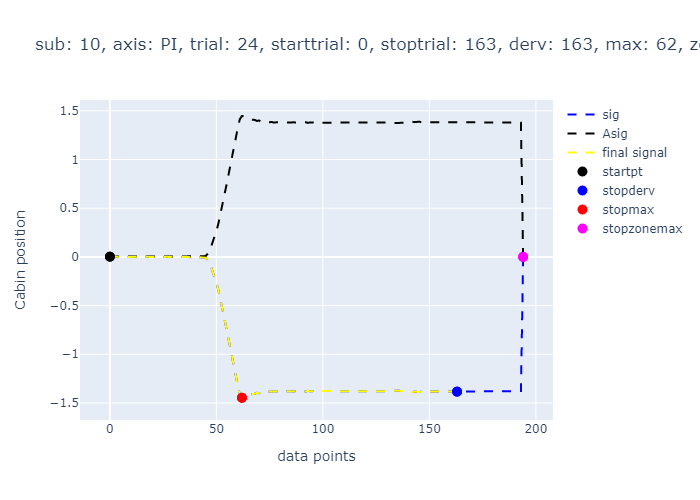 sub: 10, axis: PI, trial: 24, starttrial: 0, stoptrial: 163, derv: 163, max: 62, z
1.5
1
0.5
0
−0.5
−1
−1.5
Cabin position
0
50
100
150
200
data points
sig
Asig
final signal
startpt
stopderv
stopmax
stopzonemax